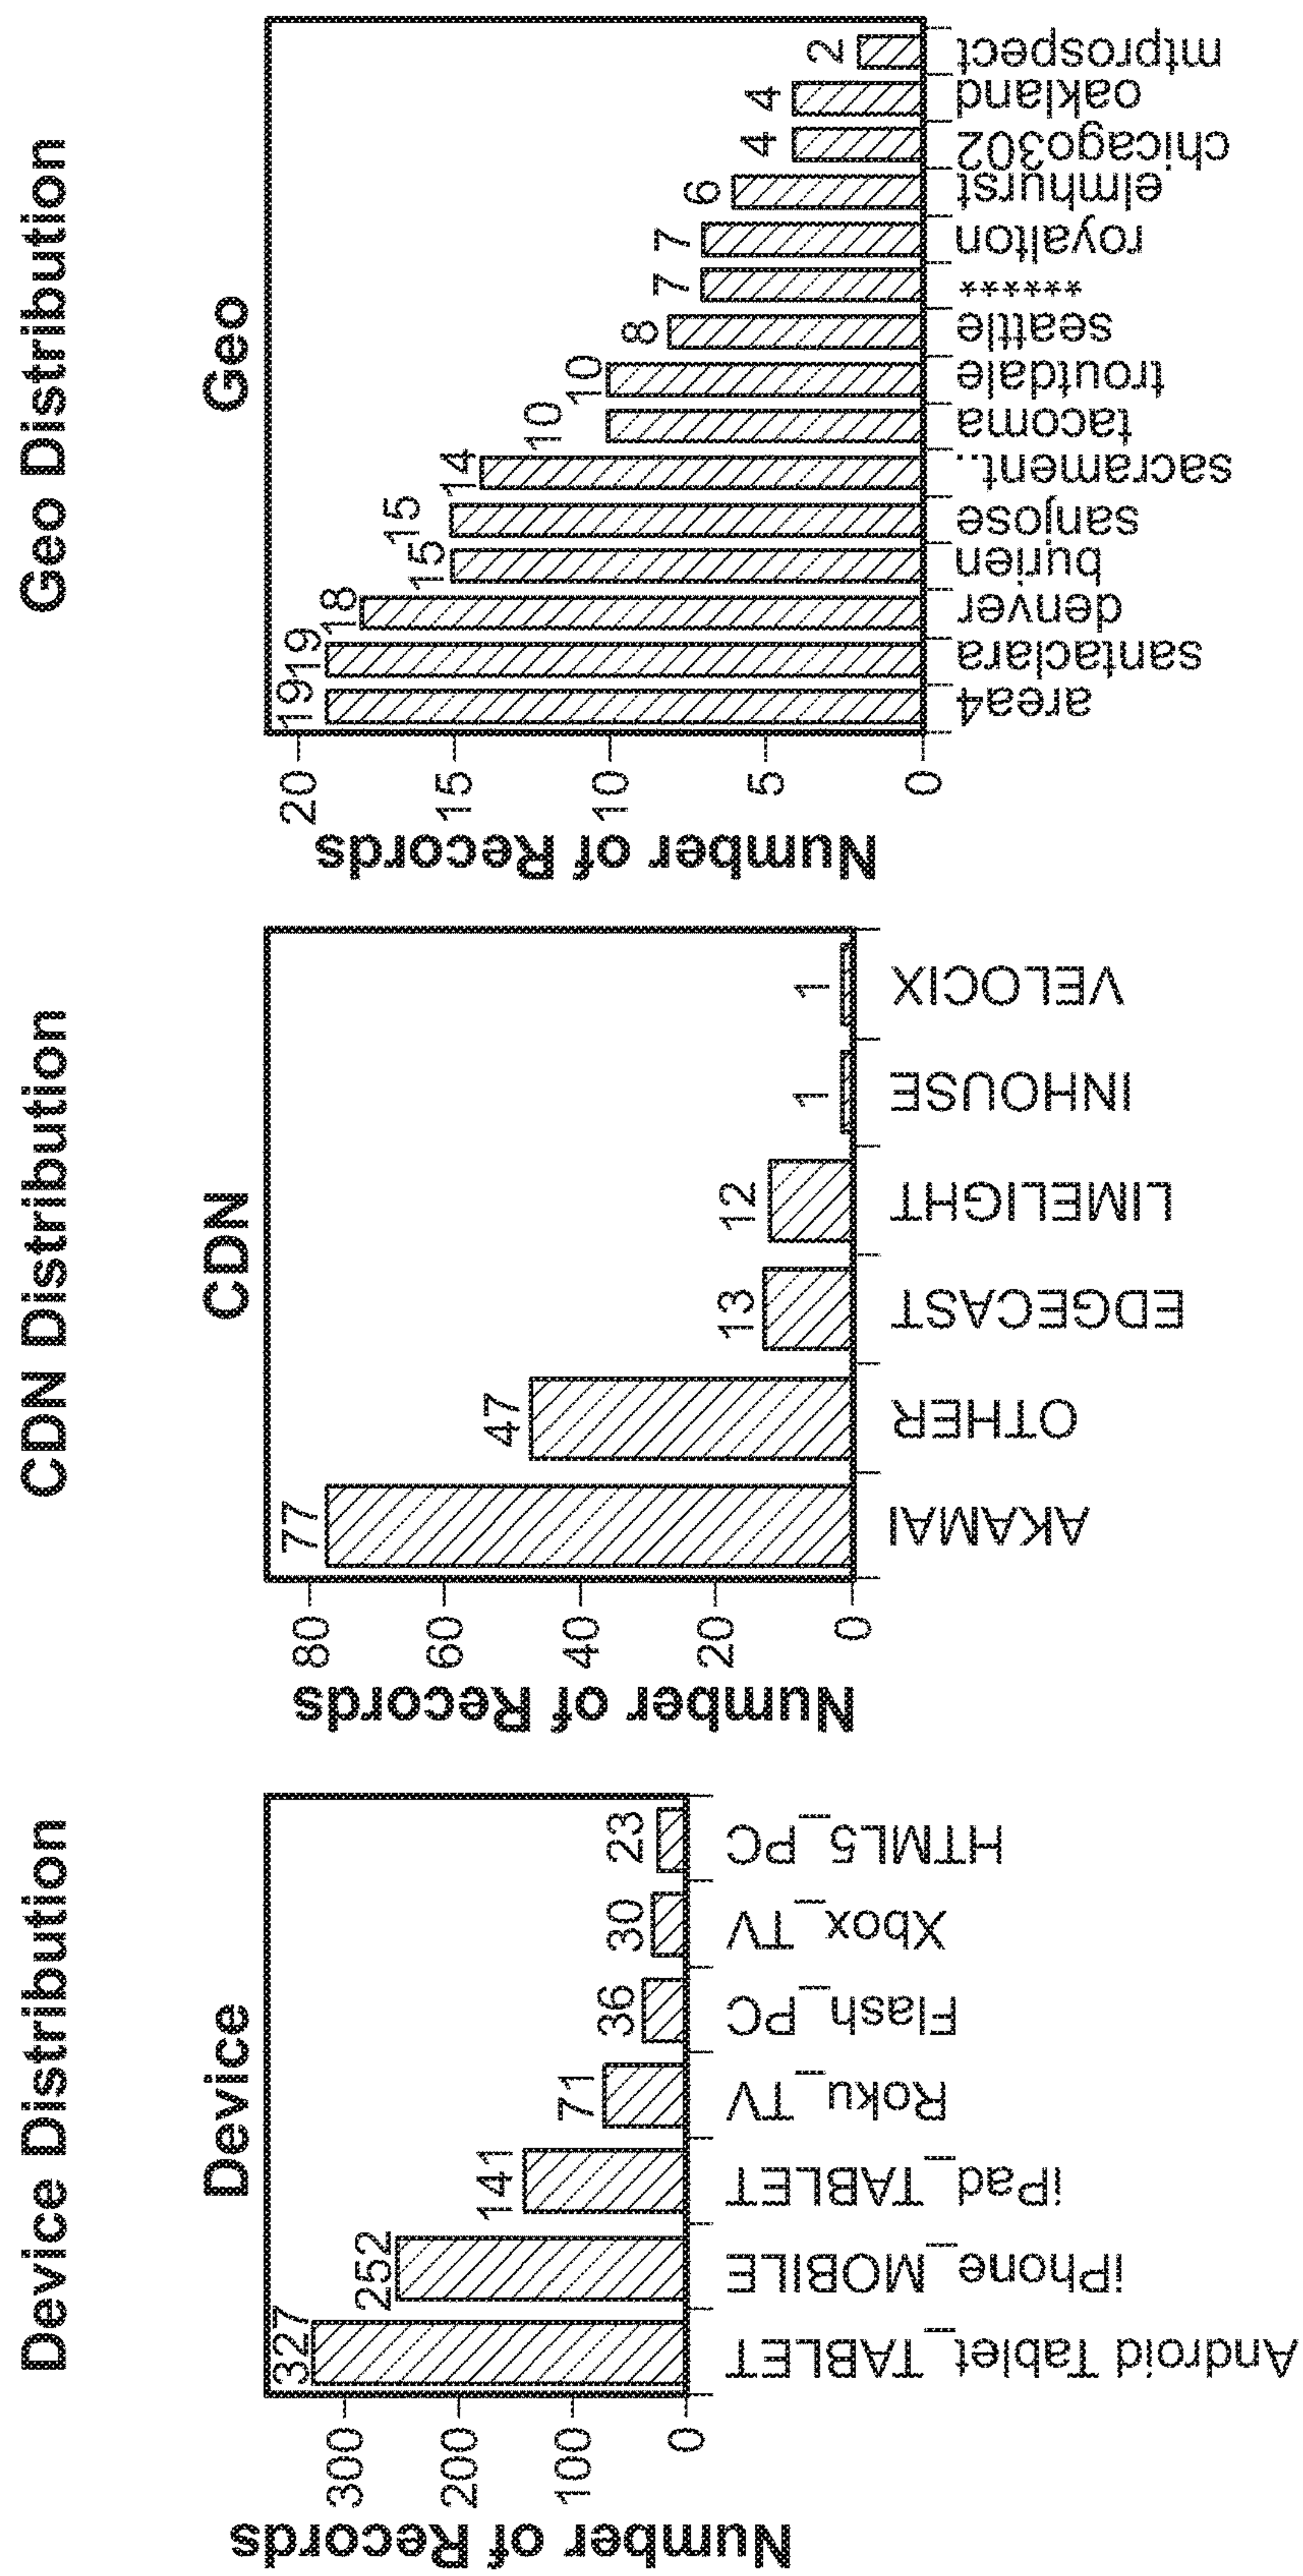 Device Distribution
Device
Number of Records
300
200
100
0
327
252
141
71
36
30
23
Android Tablet_TABLET
iPhone_MOBILE
iPad_TABLET
Roku_TV
Flash_PC
Xbox_TV
HTML5_PC
CDN Distribution
CDN
Number of Records
80
60
40
20
0
77
47
13
12
1
1
AKAMAI
OTHER
EDGECAST
LIMELIGHT
INHOUSE
VELOCIX
Geo Distribution
Geo
Number of Records
20
15
10
5
0
19
19
18
15
15
14
10
10
8
7
7
6
4
4
2
area4
santaclara
denver
burien
sanjose
sacrament..
tacoma
troutdale
seattle
******
royalton
elmhurst
chicago302
oakland
mtprospect